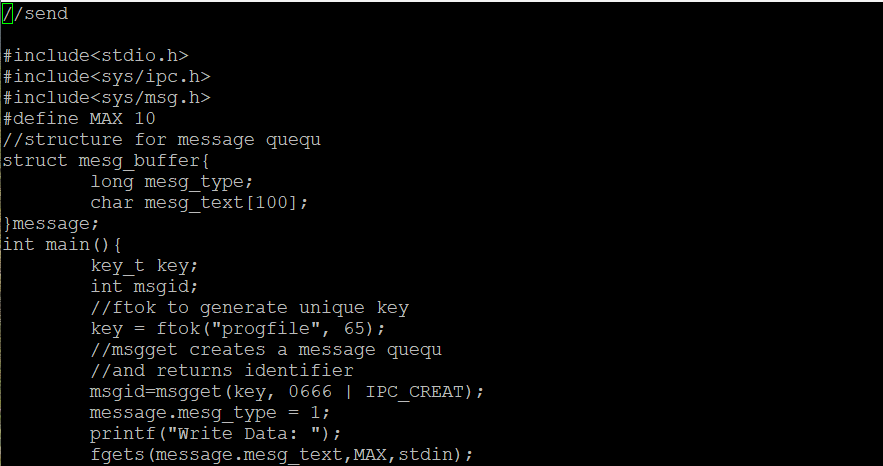 //send
#include<stdio.h>
#include<sys/ipc.h>
#include<sys/msg.h>
#define MAX 10
//structure for message ququ
struct mesg_buffer{
        long mesg_type;
        char mesg_text[100];
}message;
int main(){
        key_t key;
        int msgid;
        //ftok to generate unique key
        key = ftok("progfile", 65);
        //msgget creates a message ququ
        //and returns identifier
        msgid=msgget(key, 0666 | IPC_CREAT);
        message.mesg_type = 1;
        printf("Write Data: ");
        fgets(message.mesg_text,MAX,stdin);